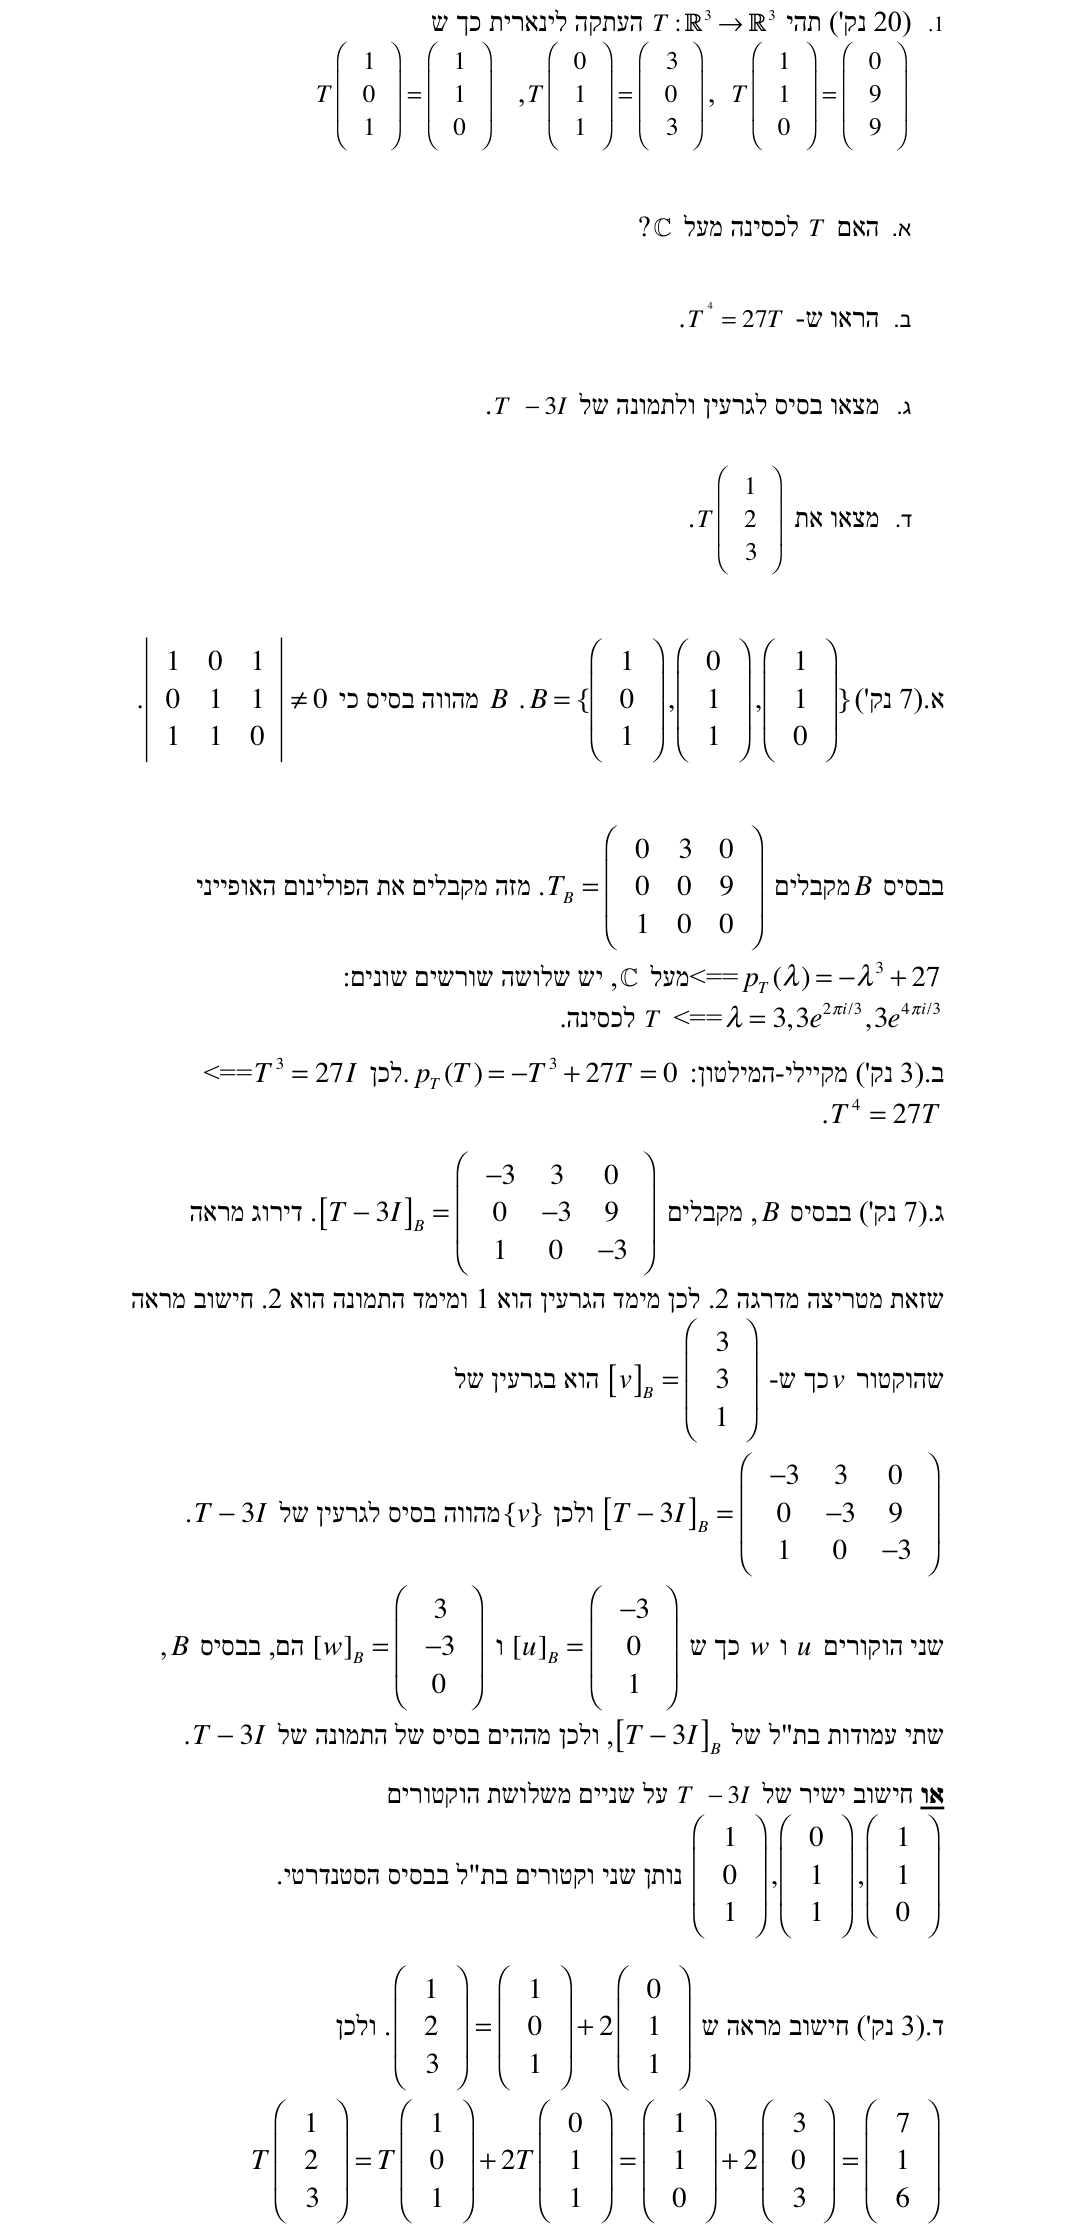 1. (20 נק') תהי T : ℝ³ → ℝ³ העתקה לינארית כך ש
T(1 0 1) = (1 1 0) , T(0 1 1) = (3 0 3) , T(1 1 0) = (0 9 9)
א. האם T לכסינה מעל ℂ?
ב. הראו ש- T⁴ = 27T.
ג. מצאו בסיס לגרעין ולתמונה של T − 3I.
ד. מצאו את T(1 2 3).
א.(7 נק') B = {(1 0 1), (0 1 1), (1 1 0)}. B מהווה בסיס כי |1 0 1; 0 1 1; 1 1 0| ≠ 0.
בבסיס B מקבלים T_B = (0 3 0; 0 0 9; 1 0 0). מזה מקבלים את הפולינום האופייני
p_T(λ) = −λ³ + 27 ==> מעל ℂ, יש שלושה שורשים שונים:
λ = 3, 3e^{2πi/3}, 3e^{4πi/3} ==> T לכסינה.
ב.(3 נק') מקיילי-המילטון: p_T(T) = −T³ + 27T = 0. לכן T³ = 27I ==>
T⁴ = 27T.
ג.(7 נק') בבסיס B, מקבלים [T − 3I]_B = (−3 3 0; 0 −3 9; 1 0 −3). דירוג מראה
שזאת מטריצה מדרגה 2. לכן מימד הגרעין הוא 1 ומימד התמונה הוא 2. חישוב מראה
שהוקטור v כך ש- [v]_B = (3 3 1) הוא בגרעין של
[T − 3I]_B = (−3 3 0; 0 −3 9; 1 0 −3) ולכן {v} מהווה בסיס לגרעין של T − 3I.
שני הוקורים u ו w כך ש [u]_B = (−3 0 1) ו [w]_B = (3 −3 0) הם, בבסיס B,
שתי עמודות בת"ל של [T − 3I]_B, ולכן מההים בסיס של התמונה של T − 3I.
או חישוב ישיר של T − 3I על שניים משלושת הוקטורים
(1 0 1), (0 1 1), (1 1 0) נותן שני וקטורים בת"ל בבסיס הסטנדרטי.
ד.(3 נק') חישוב מראה ש (1 2 3) = (1 0 1) + 2(0 1 1). ולכן
T(1 2 3) = T(1 0 1) + 2T(0 1 1) = (1 1 0) + 2(3 0 3) = (7 1 6)